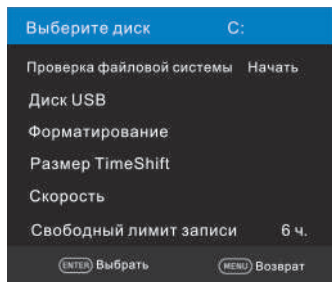 Выберите диск C:
Проверка файловой системы Начать
Диск USB
Форматирование
Размер TimeShift
Скорость
Свободный лимит записи 6 ч.
ENTER Выбрать MENU Возврат